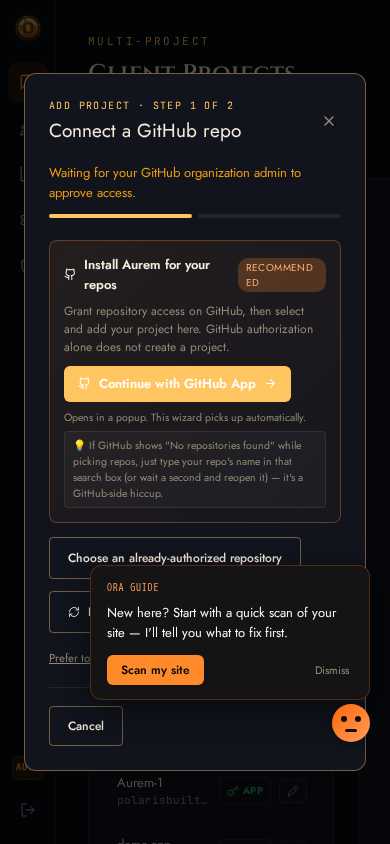 MULTI-PROJECT
CLIENT PROJECTS
ADD PROJECT · STEP 1 OF 2
Connect a GitHub repo
Waiting for your GitHub organization admin to
approve access.
Install Aurem for your
repos
RECOMMEND
ED
Grant repository access on GitHub, then select
and add your project here. GitHub authorization
alone does not create a project.
Continue with GitHub App →
Opens in a popup. This wizard picks up automatically.
💡 If GitHub shows "No repositories found" while
picking repos, just type your repo's name in that
search box (or wait a second and reopen it) — it's a
GitHub-side hiccup.
Choose an already-authorized repository
ORA GUIDE
New here? Start with a quick scan of your
site — I'll tell you what to fix first.
Scan my site
Dismiss
Prefer to
Cancel
Aurem-1
polarisbuilt…
APP